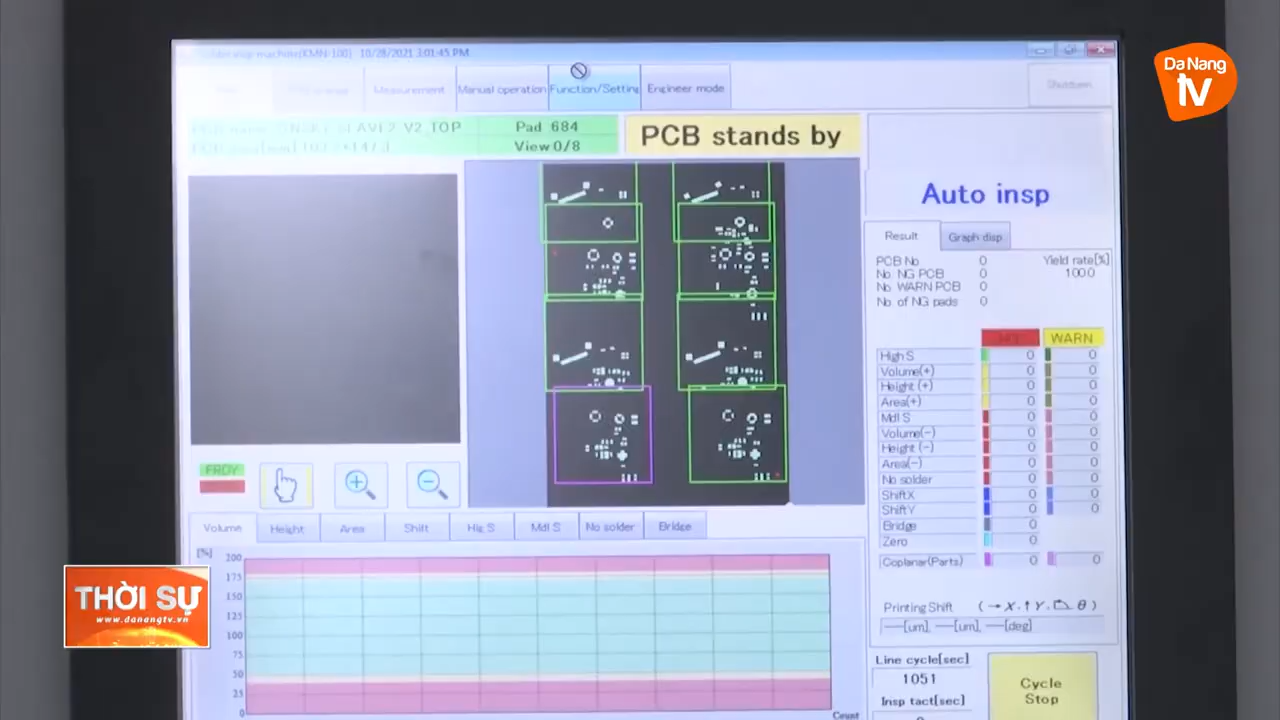 10/28/2021 3:01:45 PM
Da Nang
tv
Measurement
Manual operation
Function/Setting
Engineer mode
Shutdown
V2_TOP
Pad 684
View 0/8
PCB stands by
Auto insp
Result
Graph disp
PCB No 0
Yield rate[%]
No. NG PCB 0
100.0
No. WARN PCB 0
No. of NG pads 0
WARN
High S 0 0
Volume(+) 0 0
Height (+) 0 0
Area(+) 0 0
Mdl S 0 0
Volume(-) 0 0
Height (-) 0 0
Area(-) 0 0
No solder 0 0
ShiftX 0 0
ShiftY 0 0
Bridge 0
Zero 0
Coplanar(Parts) 0 0
Printing Shift (→X.↑Y. θ)
—[um], —[um], —[deg]
Line cycle[sec]
1051
Insp tact[sec]
Cycle
Stop
FRDY
Volume
Height
Area
Shift
Hig S
Mdl S
No solder
Bridge
[%]
200
175
150
125
100
75
50
25
0
Count
THỜI SỰ
www.danangtv.vn